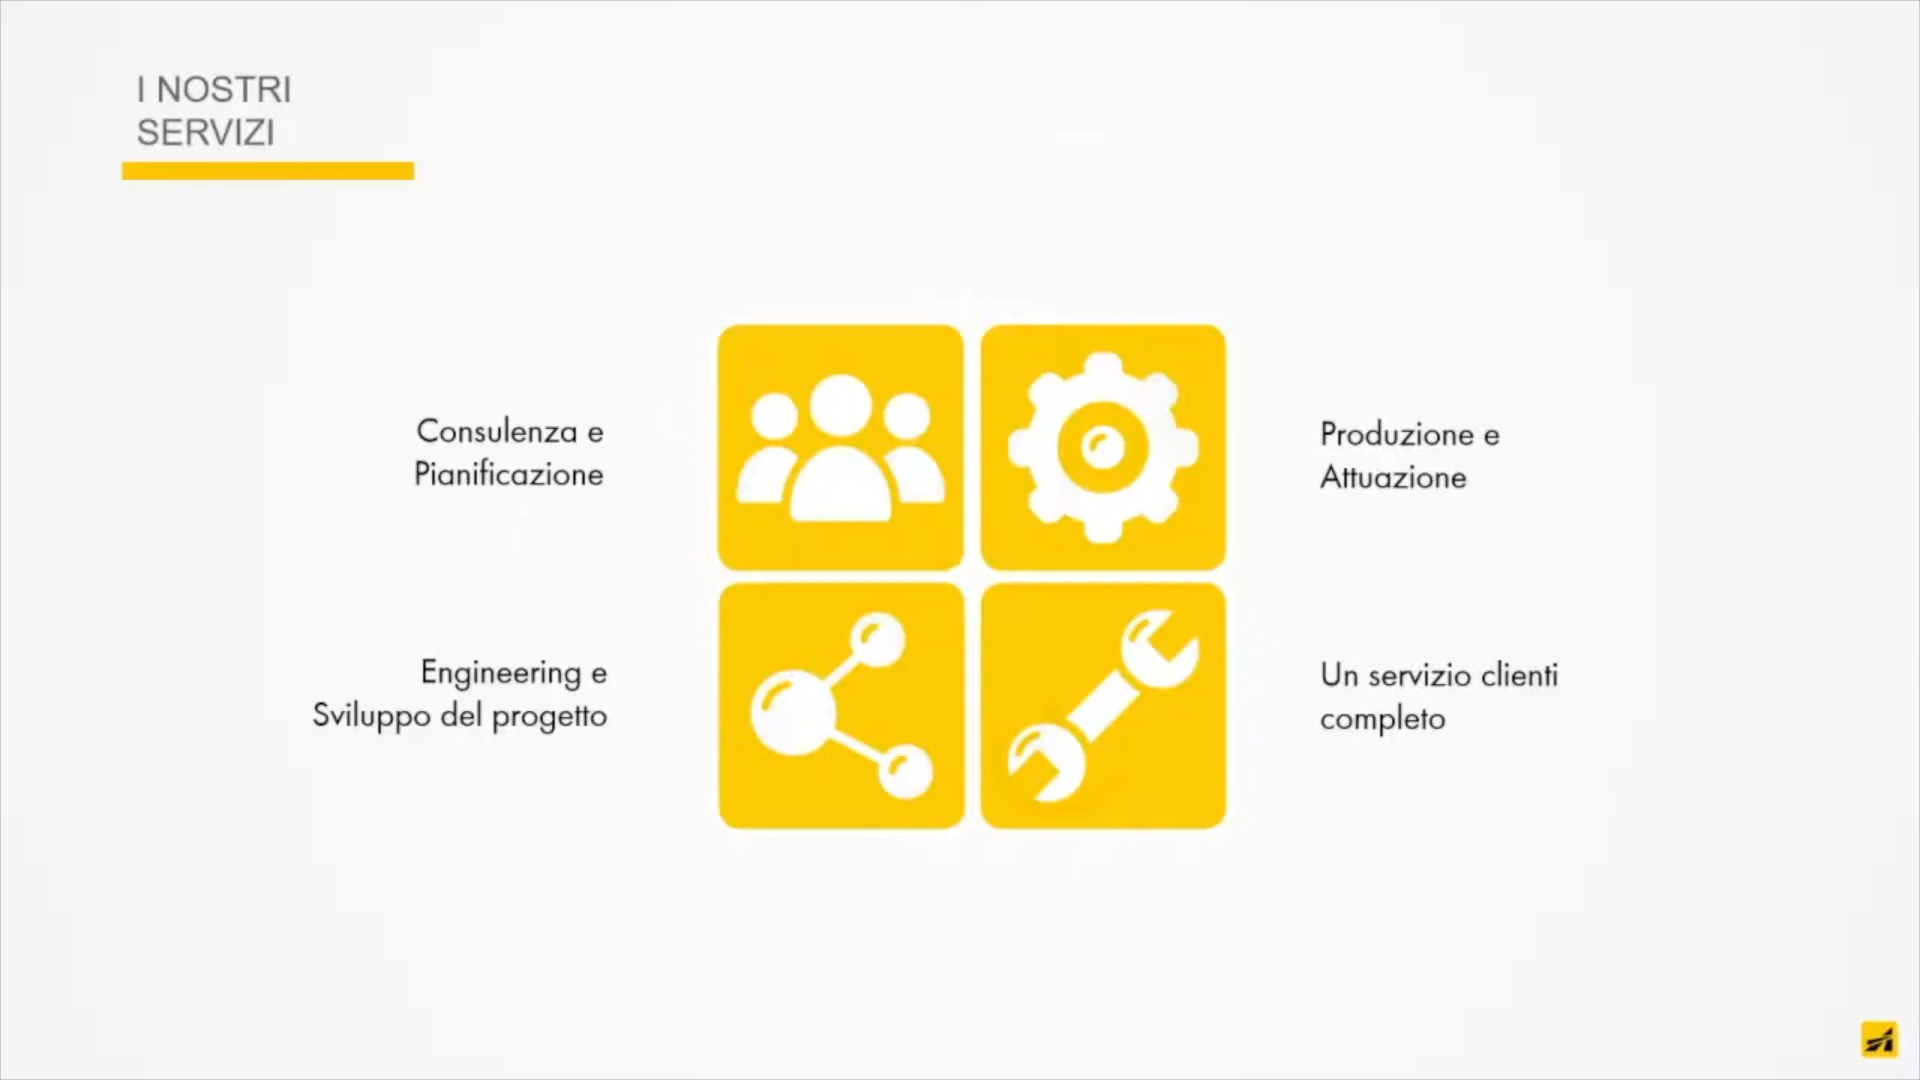 I NOSTRI
SERVIZI
Consulenza e
Pianificazione
Produzione e
Attuazione
Engineering e
Sviluppo del progetto
Un servizio clienti
completo